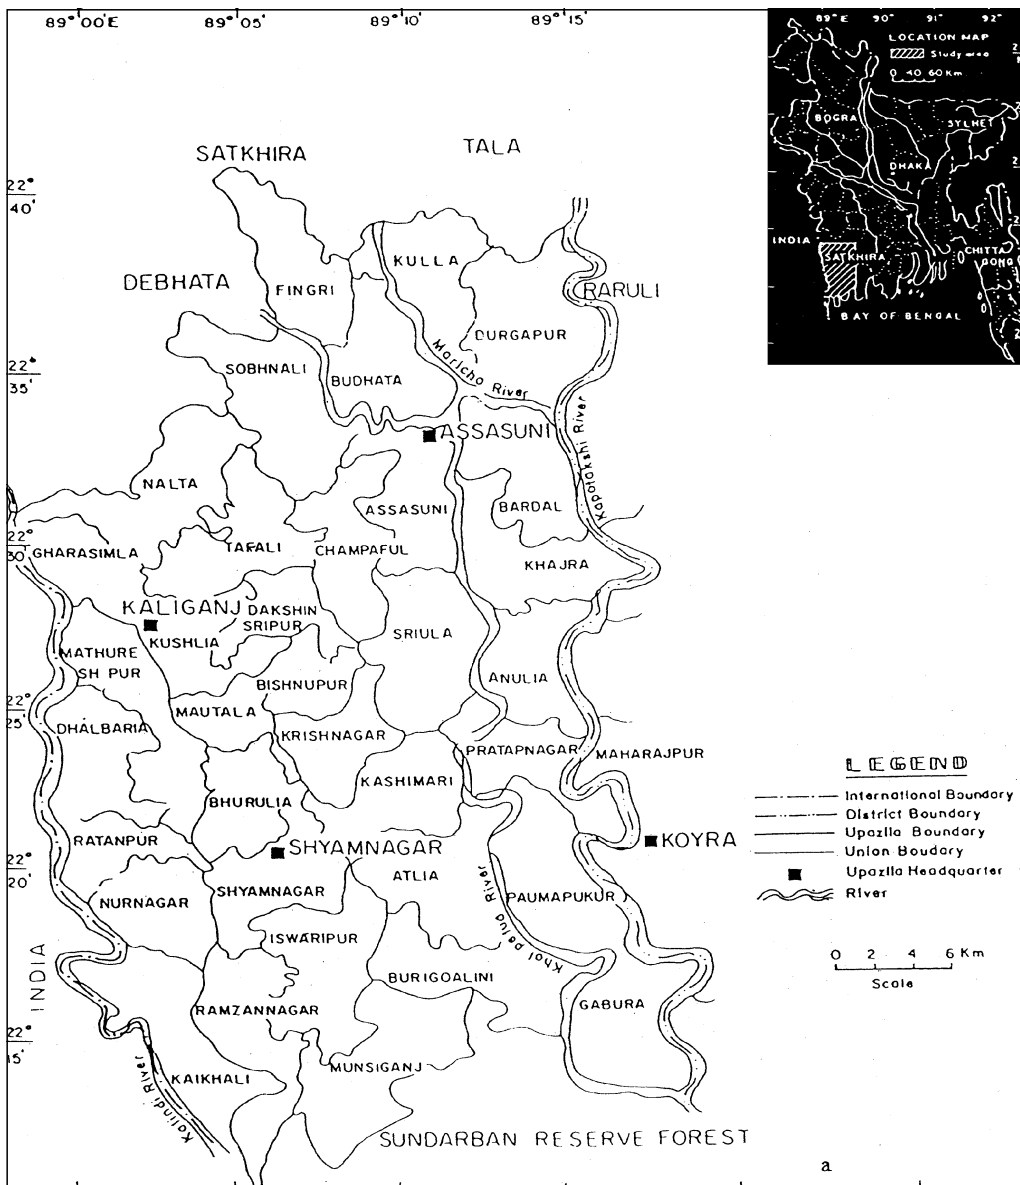 89° 00'E
89° 05'
89° 10'
89° 15'
89° E
90°
91°
92°
LOCATION MAP
Study area
0 40 60 Km
BOGRA
SYLHET
DHAKA
INDIA
SATKHIRA
CHITTA
GONG
BAY OF BENGAL
SATKHIRA
TALA
22°
40'
KULLA
DEBHATA
FINGRI
RARULI
DURGAPUR
Maricha River
22°
35'
SOBHNALI
BUDHATA
ASSASUNI
Kapotakshi River
NALTA
ASSASUNI
BARDAL
22°
30'
GHARASIMLA
TAFALI
CHAMPAFUL
KHAJRA
KALIGANJ
DAKSHIN
SRIPUR
KUSHLIA
SRIULA
MATHURE
SH PUR
BISHNUPUR
ANULIA
22°
25'
MAUTALA
DHALBARIA
KRISHNAGAR
PRATAPNAGAR
MAHARAJPUR
KASHIMARI
BHURULIA
RATANPUR
SHYAMNAGAR
KOYRA
22°
20'
ATLIA
NURNAGAR
SHYAMNAGAR
PAUMAPUKUR
Khol petua River
ISWARIPUR
INDIA
BURIGOALINI
GABURA
RAMZANNAGAR
22°
15'
MUNSIGANJ
KAIKHALI
Kalindi River
SUNDARBAN RESERVE FOREST
LEGEND
International Boundary
District Boundary
Upazila Boundary
Union Boudary
Upazila Headquarter
River
0 2 4 6 Km
Scale
a